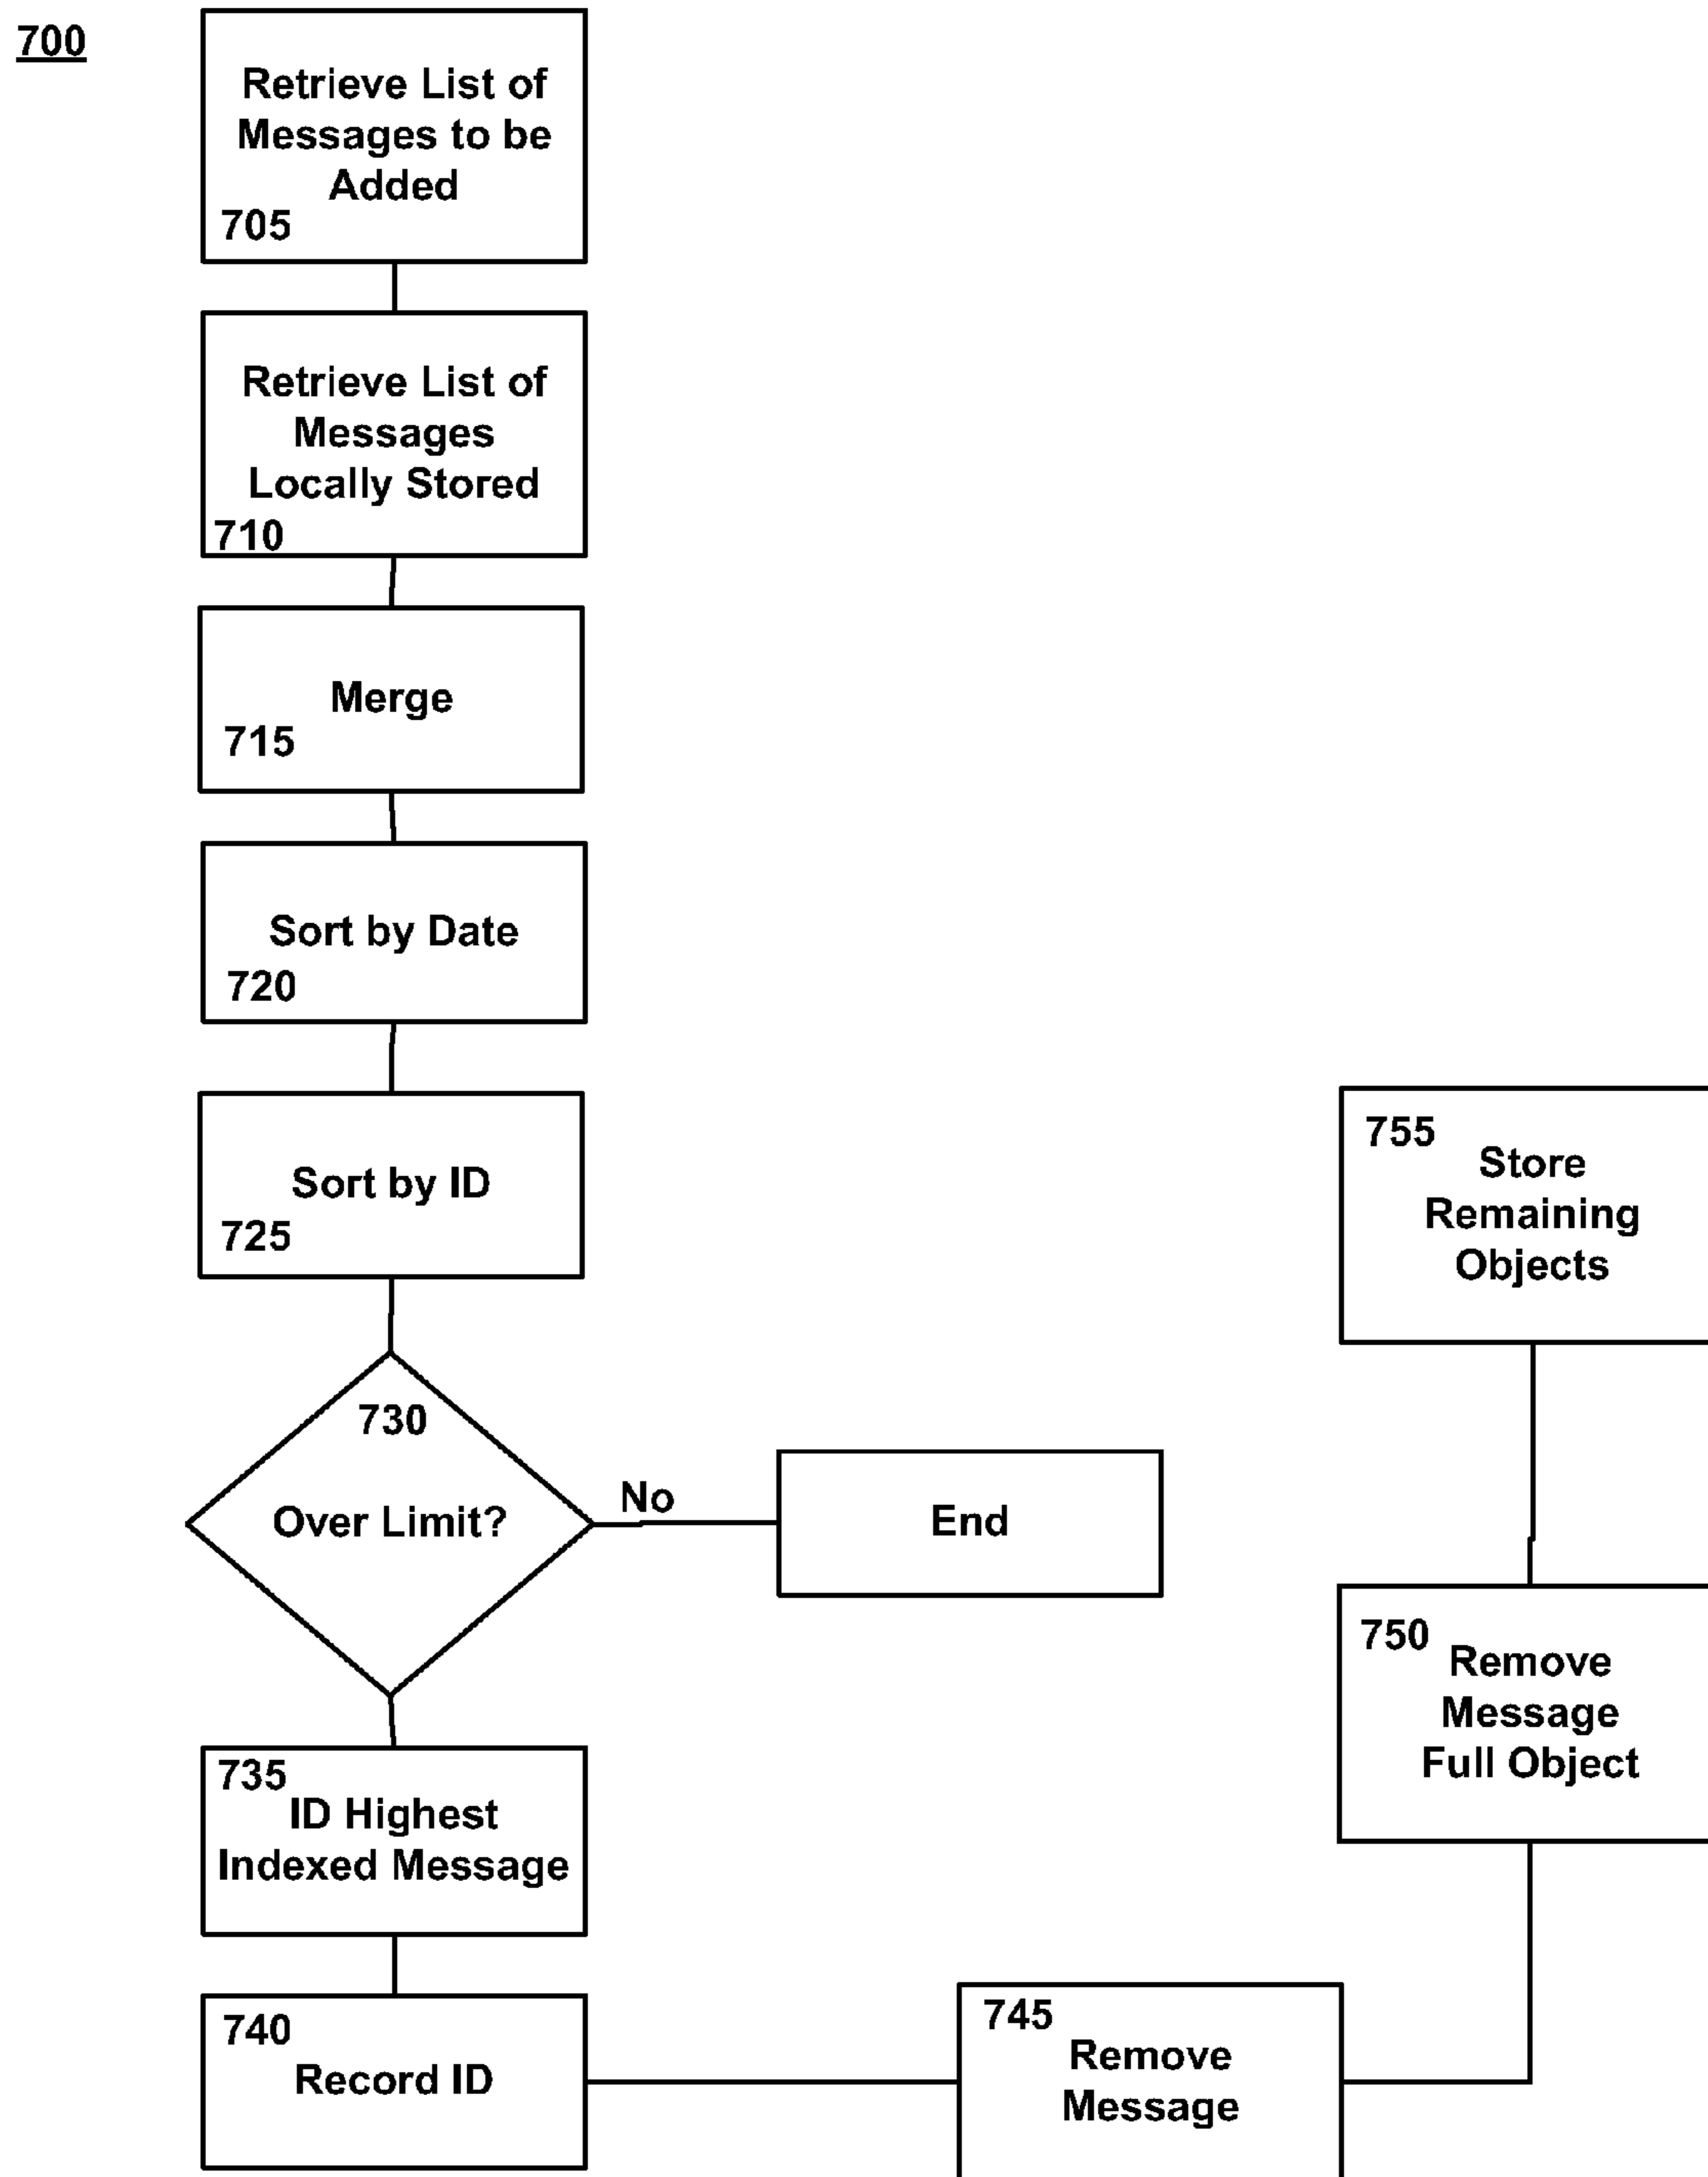 700
Retrieve List of
Messages to be
Added
705
Retrieve List of
Messages
Locally Stored
710
Merge
715
Sort by Date
720
Sort by ID
725
730
Over Limit?
No
End
735
ID Highest
Indexed Message
740
Record ID
745
Remove
Message
750
Remove
Message
Full Object
755
Store
Remaining
Objects